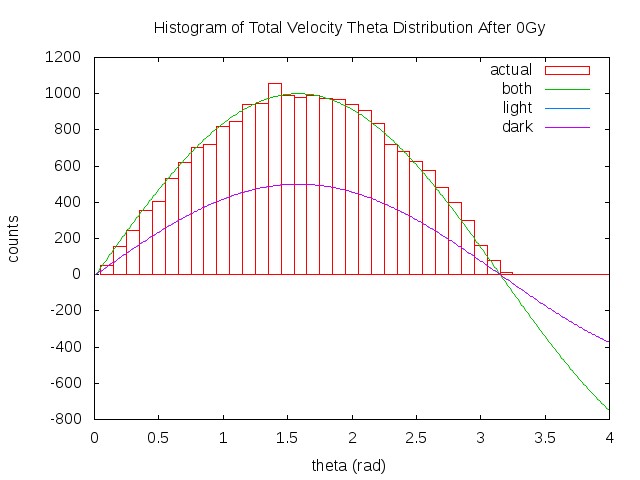 Histogram of Total Velocity Theta Distribution After 0Gy
1200
1000
800
600
400
200
0
-200
-400
-600
-800
counts
actual
both
light
dark
0 0.5 1 1.5 2 2.5 3 3.5 4
theta (rad)